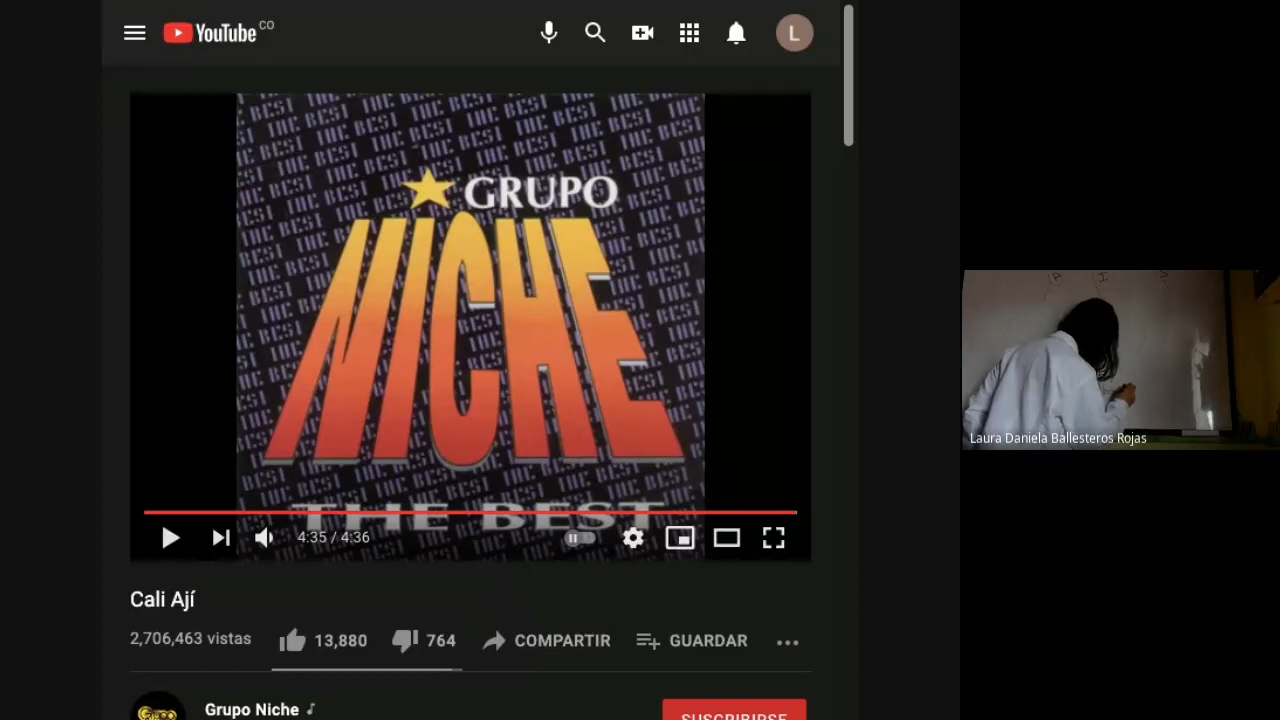 YouTube CO
L
GRUPO
NICHE
THE BEST
4:35 / 4:36
Cali Ají
2,706,463 vistas
13,880
764
COMPARTIR
GUARDAR
Grupo Niche
SUSCRIBIRSE
Laura Daniela Ballesteros Rojas